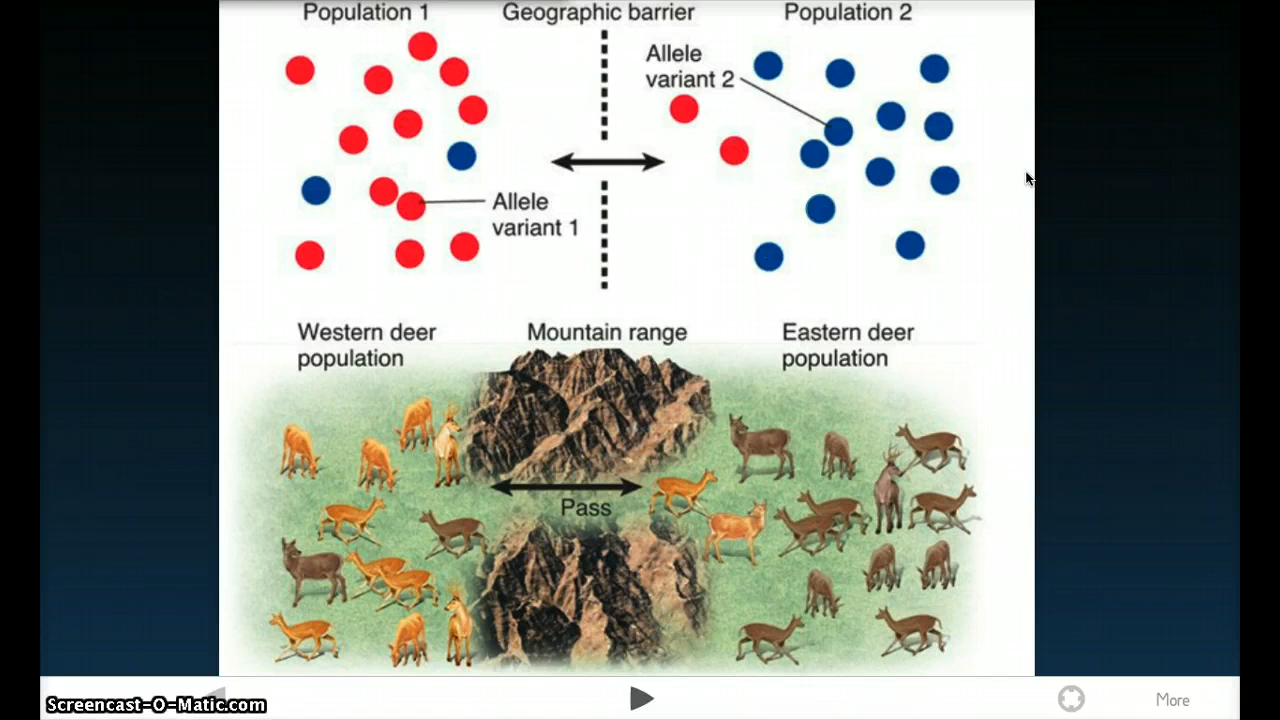 Population 1
Geographic barrier
Population 2
Allele
variant 2
Allele
variant 1
Western deer
population
Mountain range
Eastern deer
population
Pass
Screencast-O-Matic.com
More